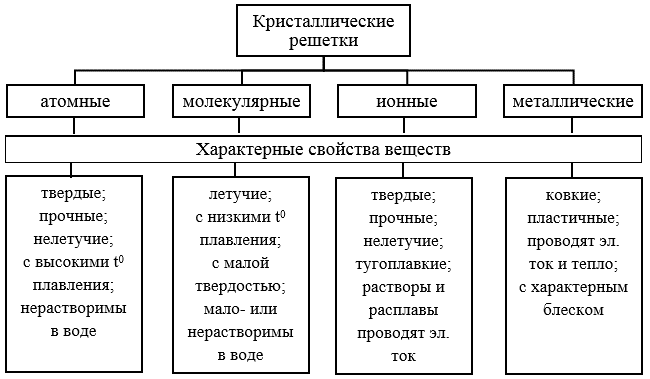 Кристаллические
решетки
атомные
молекулярные
ионные
металлические
Характерные свойства веществ
твердые;
прочные;
нелетучие;
с высокими t⁰
плавления;
нерастворимы
в воде
летучие;
с низкими t⁰
плавления;
с малой
твердостью;
мало- или
нерастворимы
в воде
твердые;
прочные;
нелетучие;
тугоплавкие;
растворы и
расплавы
проводят эл.
ток
ковкие;
пластичные;
проводят эл.
ток и тепло;
с характерным
блеском